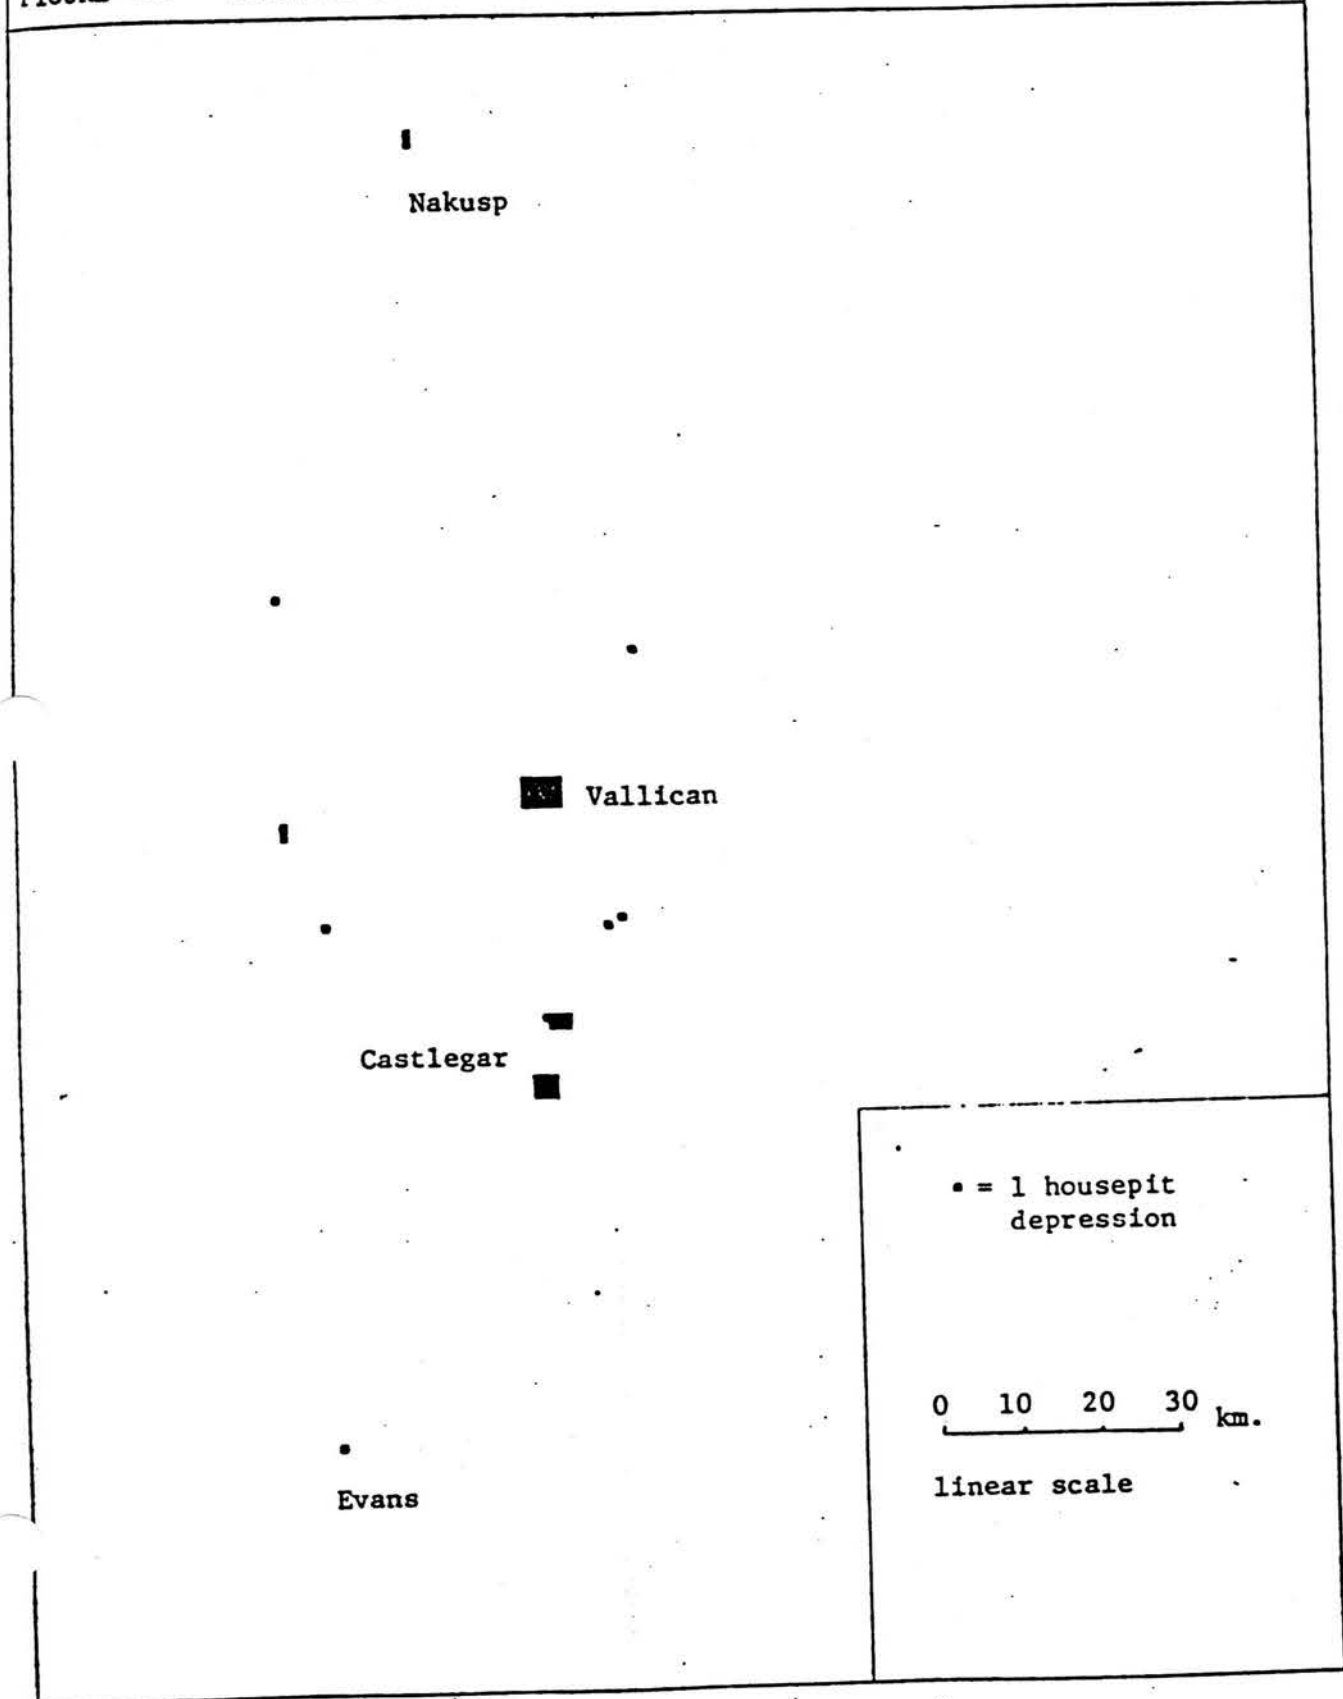 Nakusp
Vallican
Castlegar
• = 1 housepit
depression
0 10 20 30 km.
linear scale
Evans